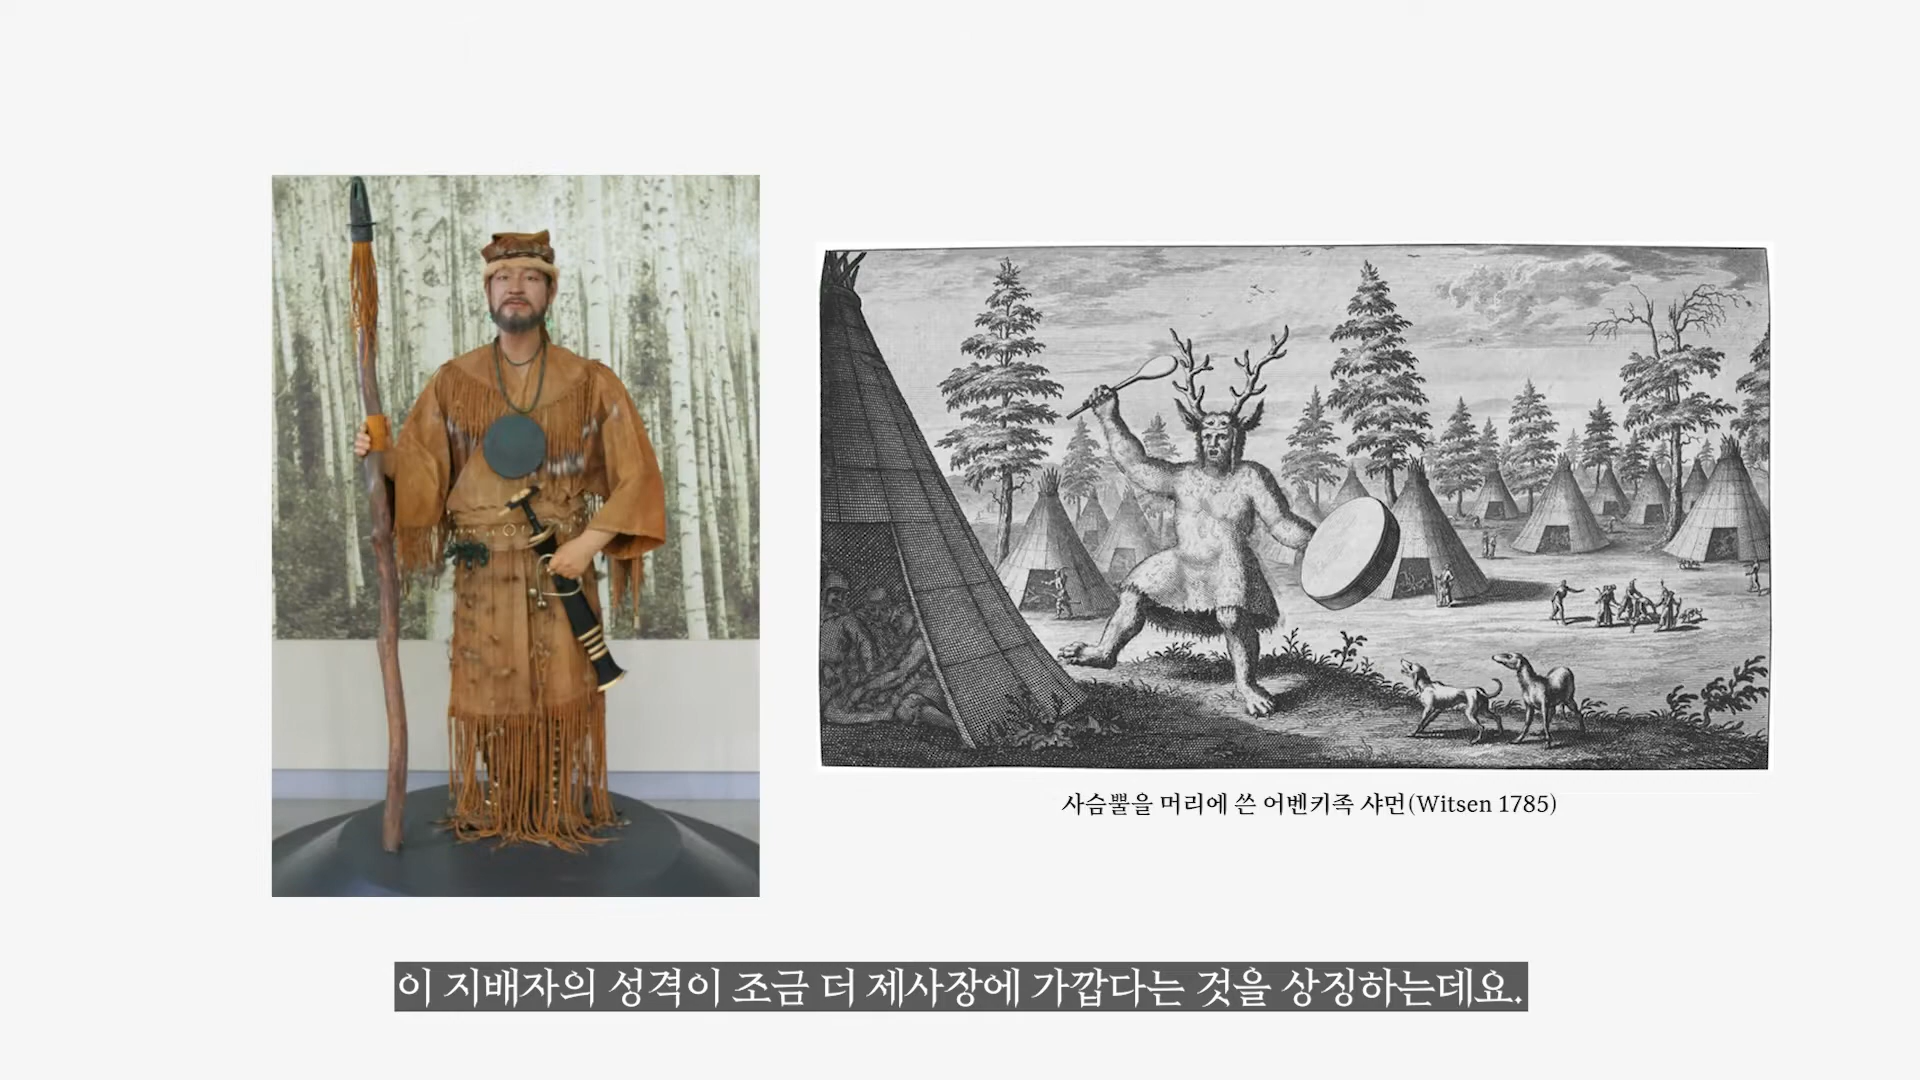 사슴뿔을 머리에 쓴 어벤키족 샤먼(Witsen 1785)
이 지배자의 성격이 조금 더 제사장에 가깝다는 것을 상징하는데요.